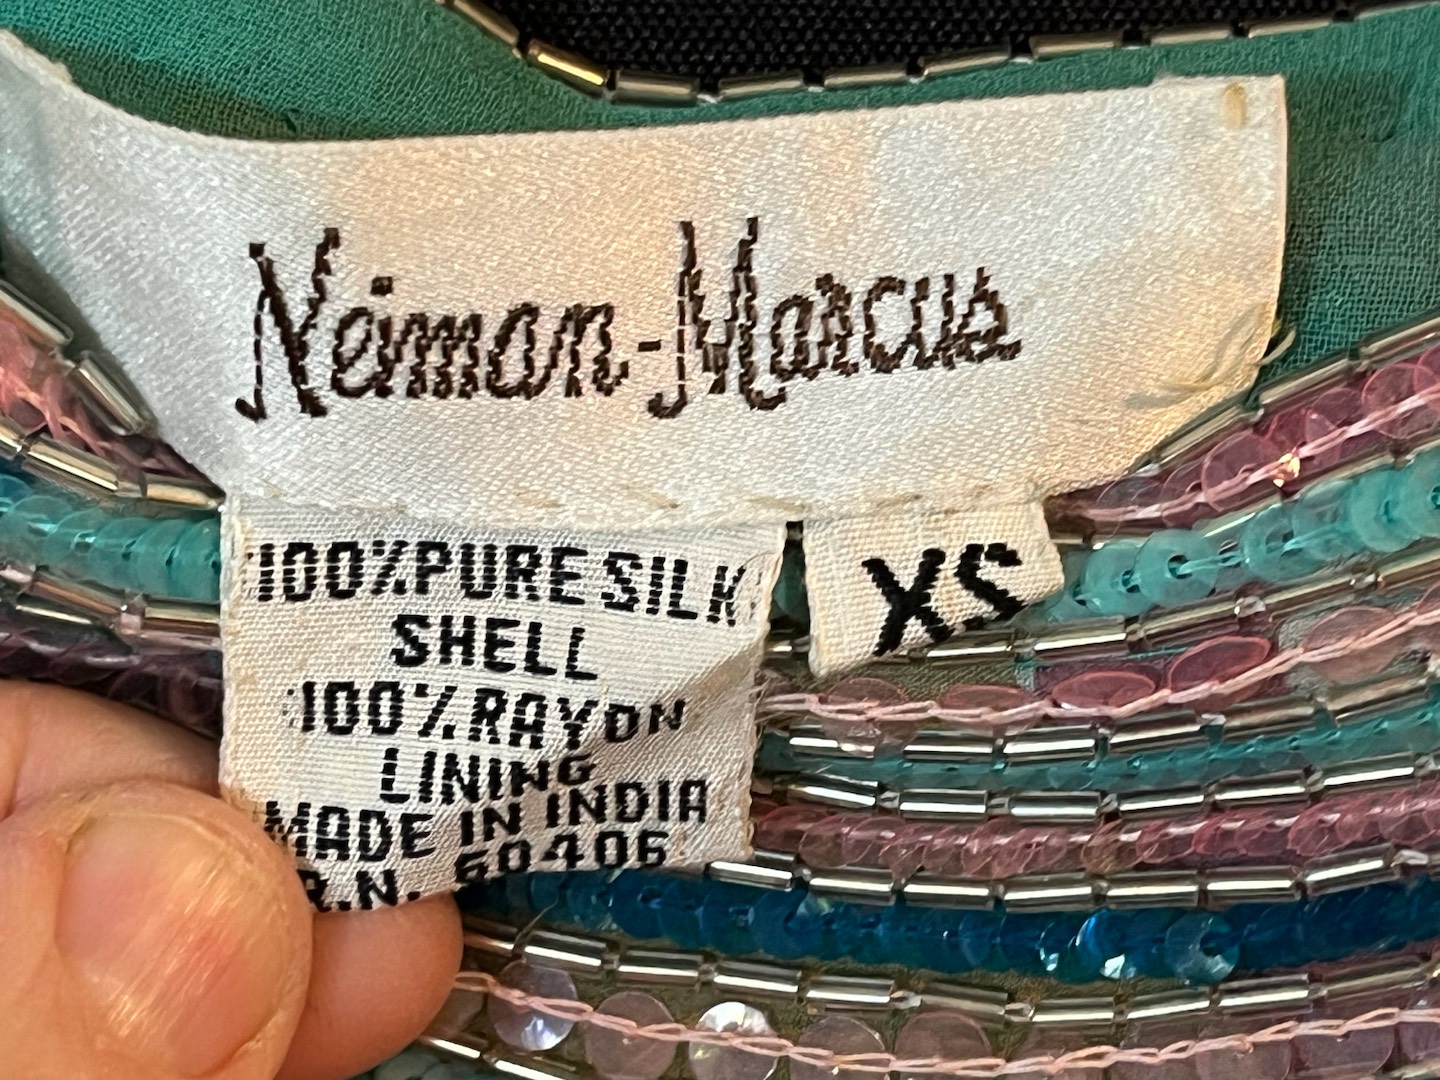 Neiman-Marcus
100% PURE SILK
SHELL
100% RAYON
LINING
MADE IN INDIA
R.N. 60406
XS